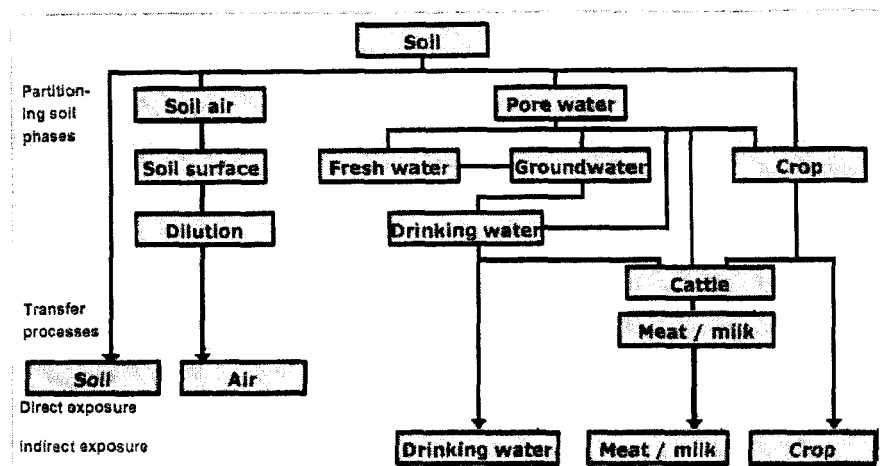 Soil
Partition-
ing soil
phases
Soil air
Pore water
Soil surface
Fresh water
Groundwater
Crop
Dilution
Drinking water
Cattle
Transfer
processes
Meat / milk
Soil
Air
Direct exposure
Indirect exposure
Drinking water
Meat / milk
Crop